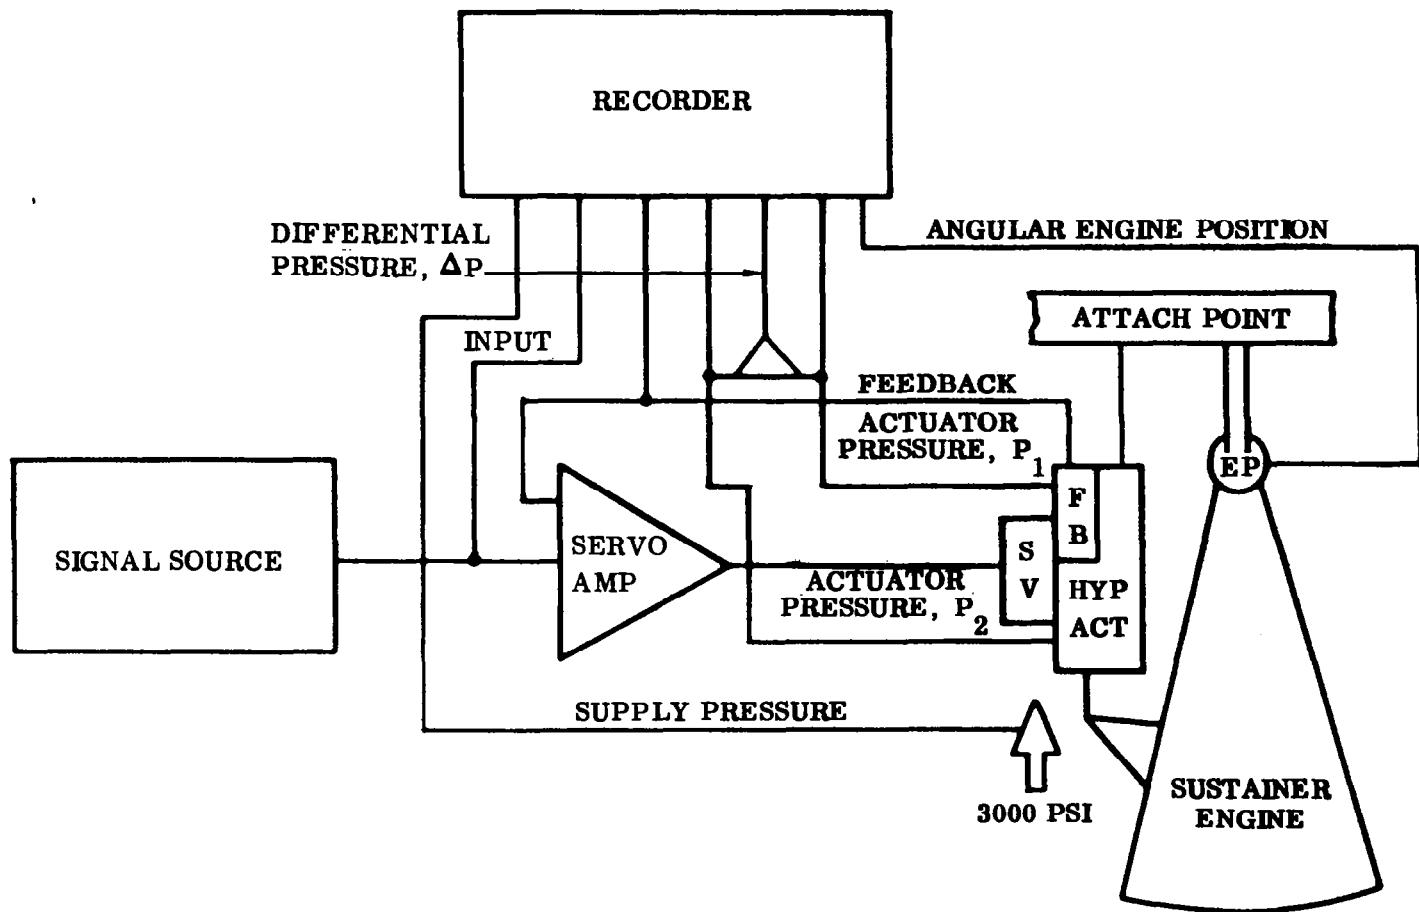 RECORDER
DIFFERENTIAL
PRESSURE, ΔP
ANGULAR ENGINE POSITION
ATTACH POINT
INPUT
FEEDBACK
ACTUATOR
PRESSURE, P1
EP
SIGNAL SOURCE
SERVO
AMP
F
B
S
V
HYP
ACT
ACTUATOR
PRESSURE, P2
SUPPLY PRESSURE
3000 PSI
SUSTAINER
ENGINE